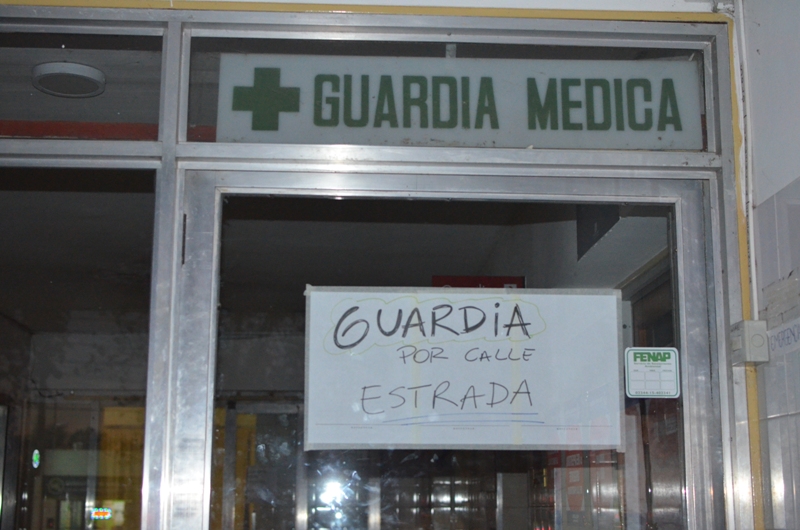 GUARDIA MEDICA
GUARDiA
POR CALLE
ESTRADA
FENAP